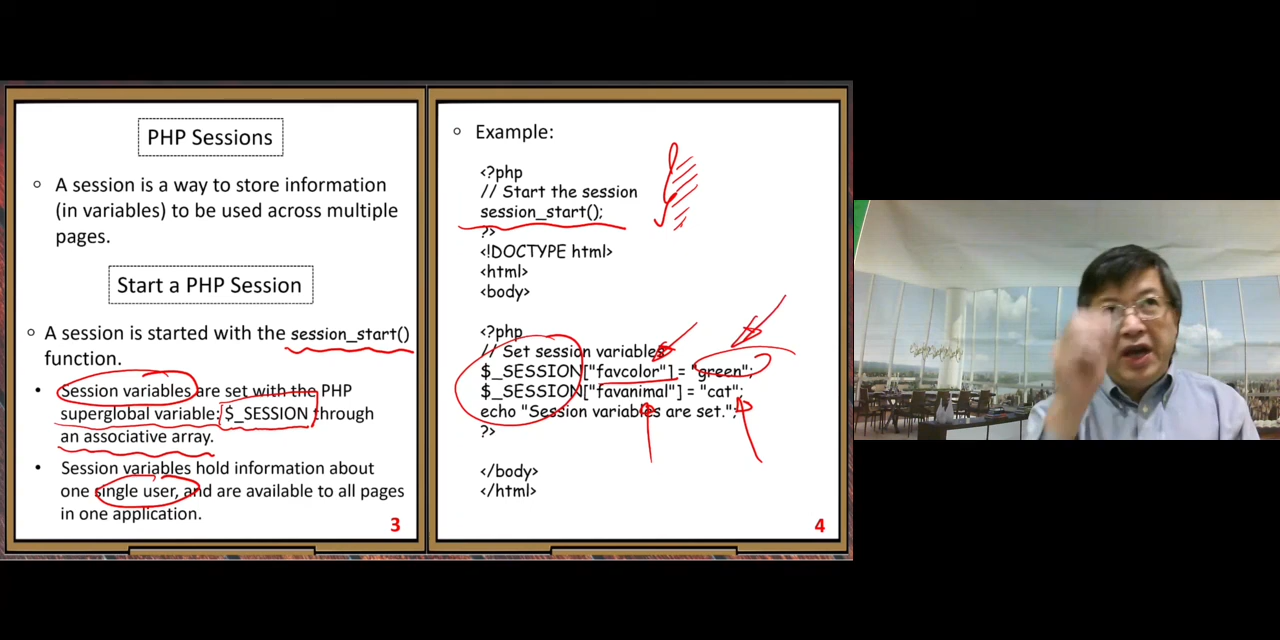 PHP Sessions
○ A session is a way to store information
(in variables) to be used across multiple
pages.
Start a PHP Session
○ A session is started with the session_start()
function.
• Session variables are set with the PHP
superglobal variable: $_SESSION through
an associative array.
• Session variables hold information about
one single user, and are available to all pages
in one application.
3
○ Example:
<?php
// Start the session
session_start();
?>
<!DOCTYPE html>
<html>
<body>
<?php
// Set session variables
$_SESSION["favcolor"] = "green";
$_SESSION["favanimal"] = "cat";
echo "Session variables are set.";
?>
</body>
</html>
4